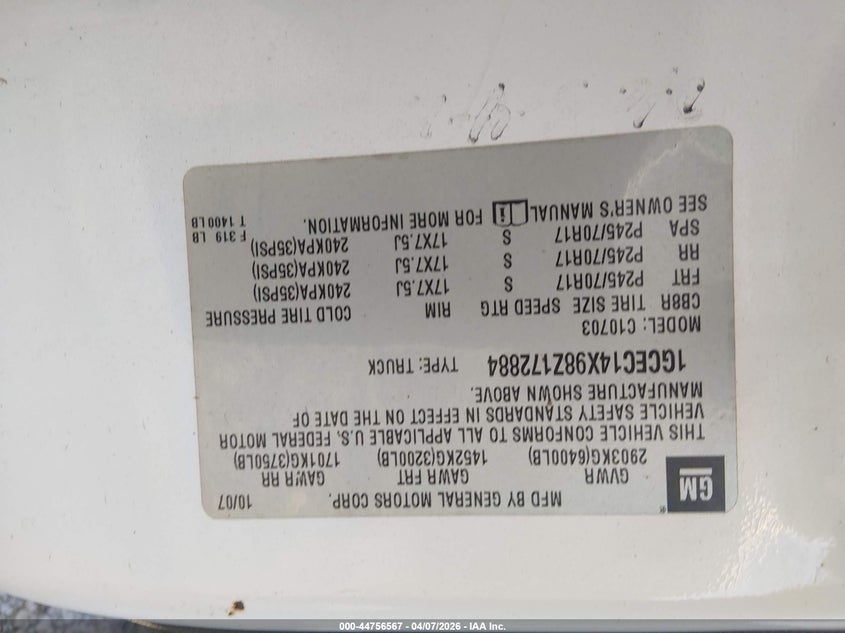 GM
MFD BY GENERAL MOTORS CORP. 10/07
GVWR GAWR FRT GAWR RR
2903KG(6400LB) 1452KG(3200LB) 1701KG(3750LB)
THIS VEHICLE CONFORMS TO ALL APPLICABLE U.S. FEDERAL MOTOR
VEHICLE SAFETY STANDARDS IN EFFECT ON THE DATE OF
MANUFACTURE SHOWN ABOVE.
1GCEC14X98Z172884 TYPE: TRUCK
MODEL: C10703
CBBR TIRE SIZE SPEED RTG RIM COLD TIRE PRESSURE
FRT P245/70R17 S 17X7.5J 240KPA(35PSI)
RR P245/70R17 S 17X7.5J 240KPA(35PSI)
SPA P245/70R17 S 17X7.5J 240KPA(35PSI)
SEE OWNER'S MANUAL FOR MORE INFORMATION.
F 319 LB
T 1400LB
000-44756567 - 04/07/2026 - IAA Inc.